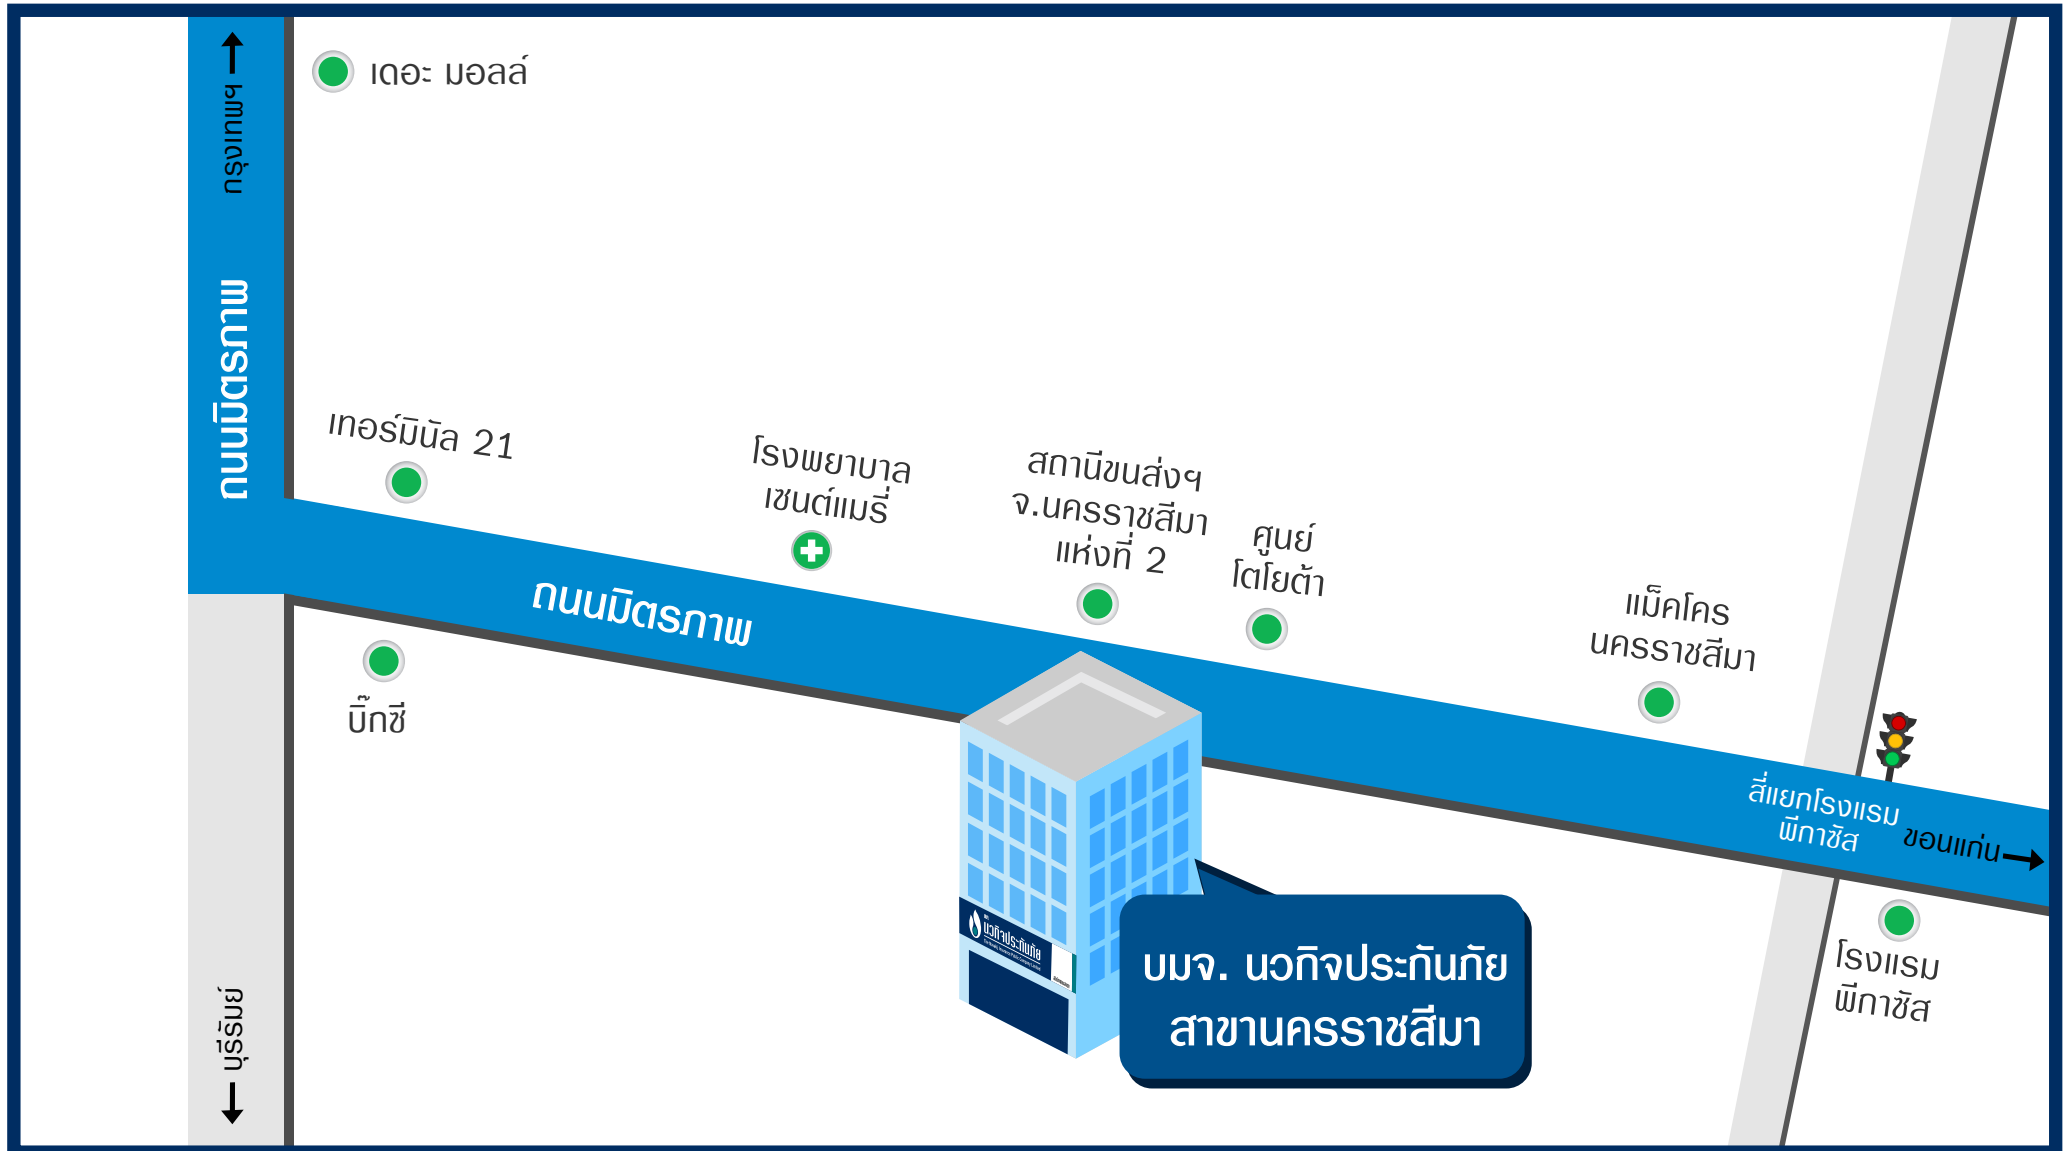 กรุงเทพฯ
เดอะ มอลล์
ถนนมิตรภาพ
เทอร์มินัล 21
โรงพยาบาล
เซนต์แมรี่
สถานีขนส่งฯ
จ.นครราชสีมา
แห่งที่ 2
ศูนย์
โตโยต้า
แม็คโคร
นครราชสีมา
ถนนมิตรภาพ
บิ๊กซี
สี่แยกโรงแรม
พีกาซัส
ขอนแก่น
โรงแรม
พีกาซัส
นวกิจประกันภัย
บมจ. นวกิจประกันภัย
สาขานครราชสีมา
บุรีรัมย์